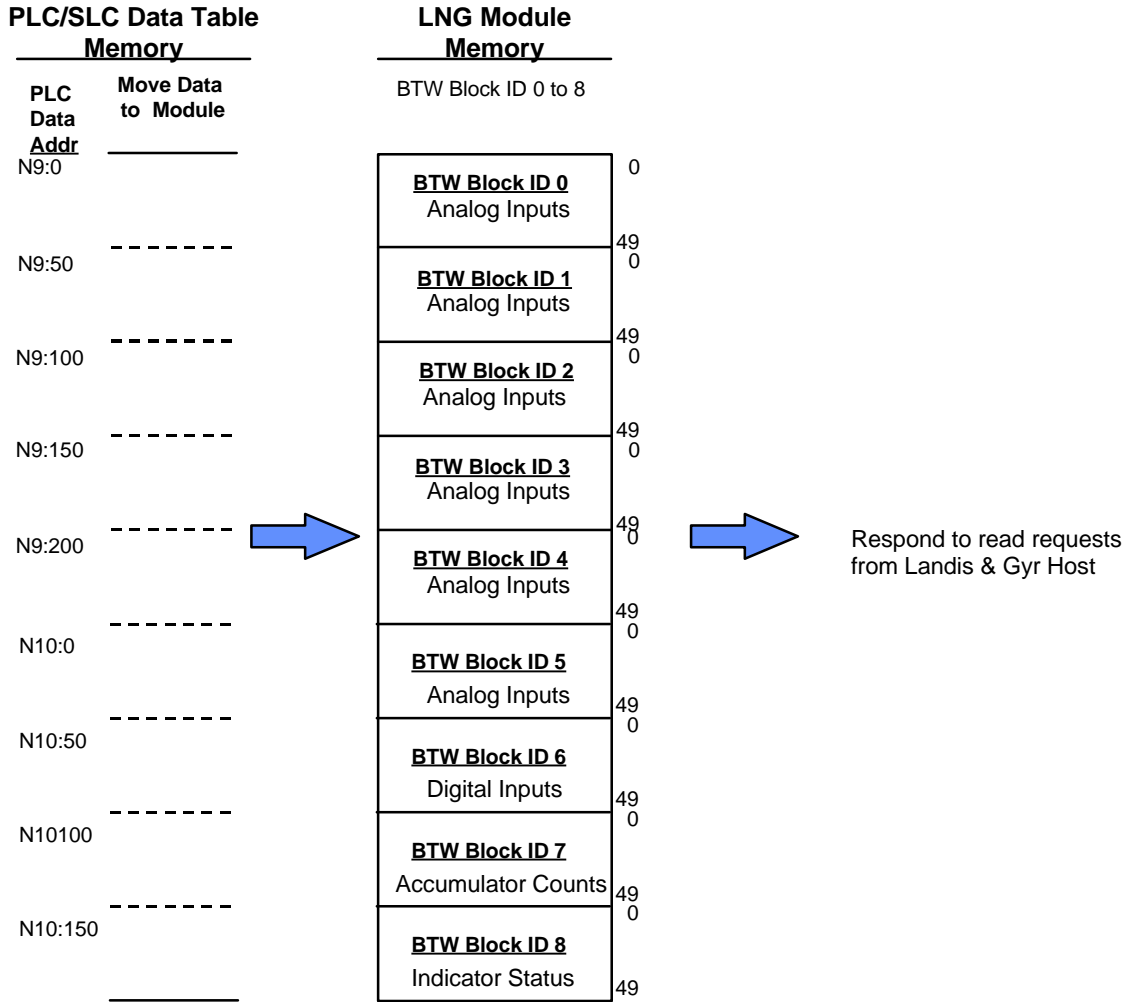 PLC/SLC Data Table
Memory
LNG Module
Memory
PLC
Data
Addr
Move Data
to Module
BTW Block ID 0 to 8
N9:0
0
BTW Block ID 0
Analog Inputs
49
N9:50
0
BTW Block ID 1
Analog Inputs
49
N9:100
0
BTW Block ID 2
Analog Inputs
49
N9:150
0
BTW Block ID 3
Analog Inputs
49
N9:200
0
BTW Block ID 4
Analog Inputs
49
Respond to read requests
from Landis & Gyr Host
N10:0
0
BTW Block ID 5
Analog Inputs
49
N10:50
0
BTW Block ID 6
Digital Inputs
49
N10100
0
BTW Block ID 7
Accumulator Counts
49
N10:150
0
BTW Block ID 8
Indicator Status
49